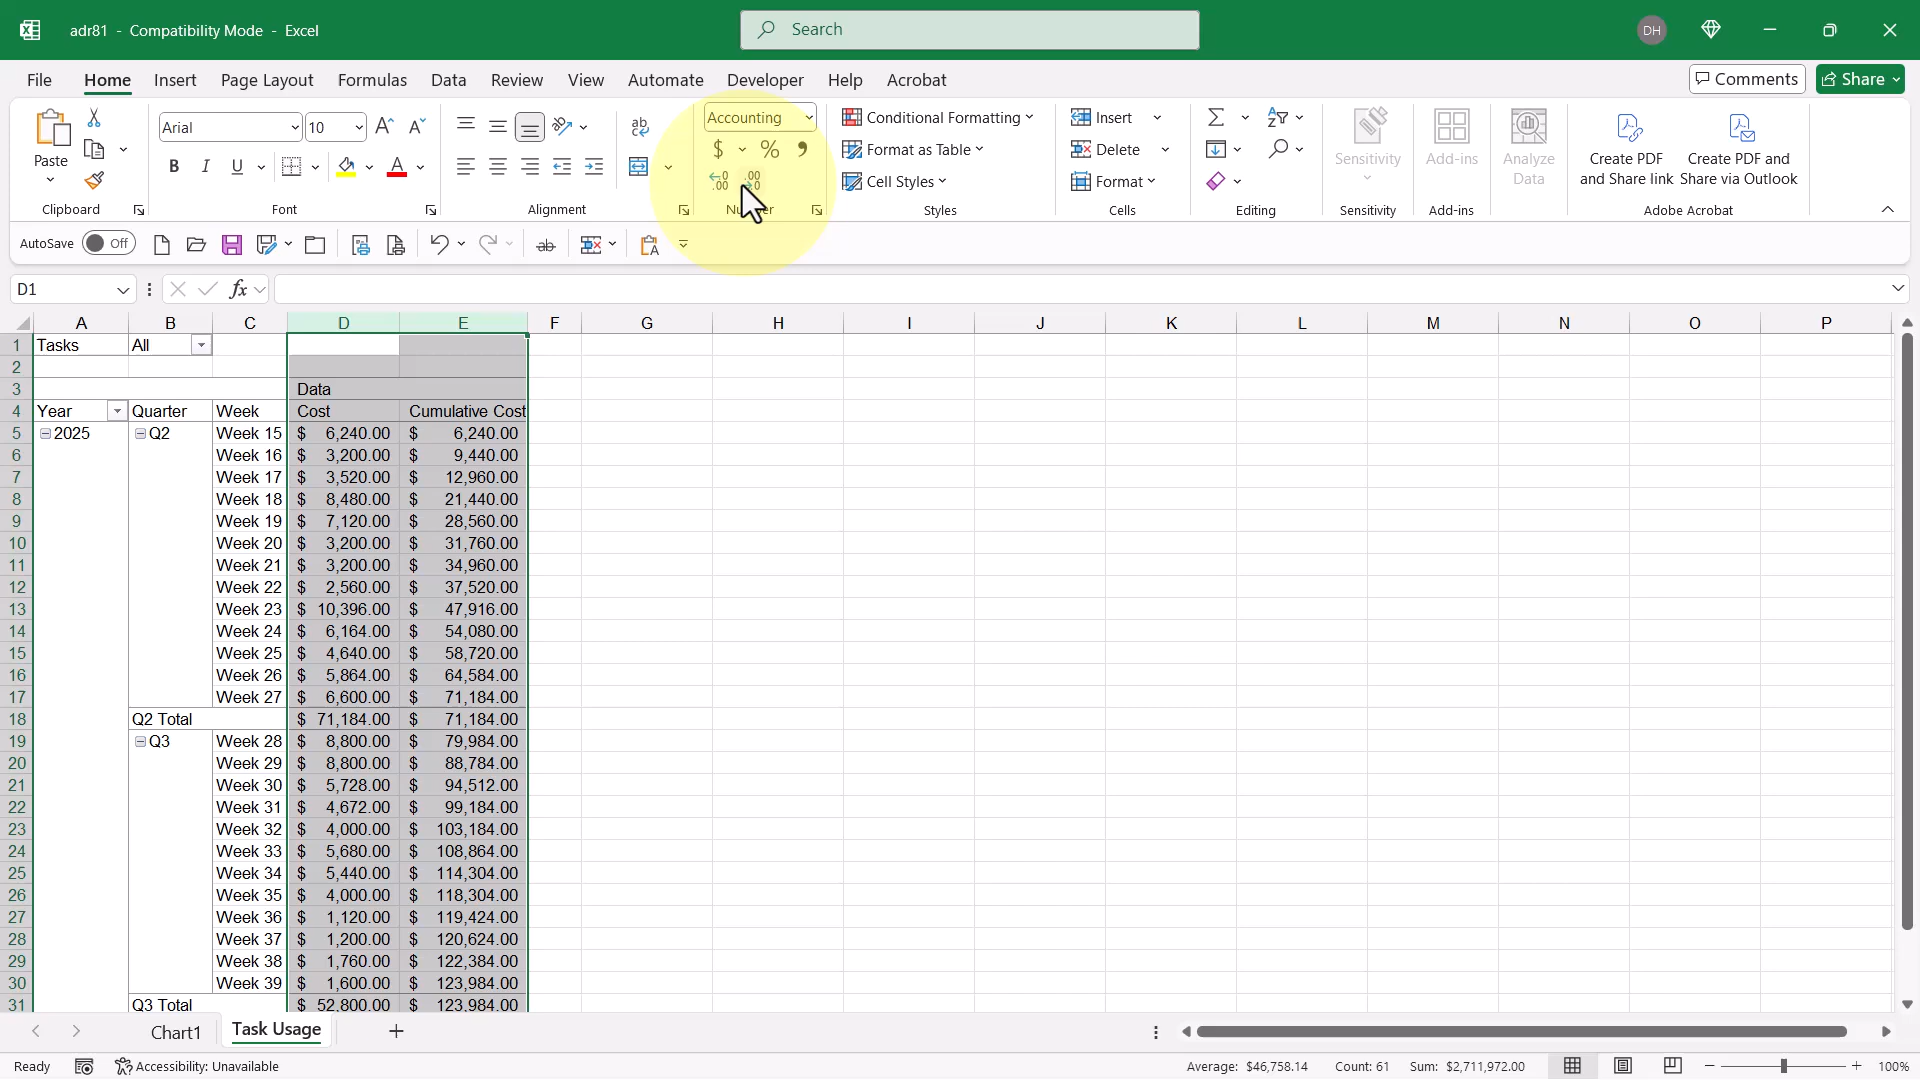 adr81 - Compatibility Mode - Excel
Search
DH
File Home Insert Page Layout Formulas Data Review View Automate Developer Help Acrobat
Comments Share
Paste
Arial 10
Accounting
Conditional Formatting
Format as Table
Cell Styles
Insert
Delete
Format
Sensitivity
Add-ins
Analyze Data
Create PDF and Share link
Create PDF and Share via Outlook
Clipboard Font Alignment Styles Cells Editing Sensitivity Add-ins Adobe Acrobat
AutoSave Off
D1 fx
A B C D E F G H I J K L M N O P
1 Tasks All
2
3 Data
4 Year Quarter Week Cost Cumulative Cost
5 2025 Q2 Week 15 $ 6,240.00 $ 6,240.00
6 Week 16 $ 3,200.00 $ 9,440.00
7 Week 17 $ 3,520.00 $ 12,960.00
8 Week 18 $ 8,480.00 $ 21,440.00
9 Week 19 $ 7,120.00 $ 28,560.00
10 Week 20 $ 3,200.00 $ 31,760.00
11 Week 21 $ 3,200.00 $ 34,960.00
12 Week 22 $ 2,560.00 $ 37,520.00
13 Week 23 $ 10,396.00 $ 47,916.00
14 Week 24 $ 6,164.00 $ 54,080.00
15 Week 25 $ 4,640.00 $ 58,720.00
16 Week 26 $ 5,864.00 $ 64,584.00
17 Week 27 $ 6,600.00 $ 71,184.00
18 Q2 Total $ 71,184.00 $ 71,184.00
19 Q3 Week 28 $ 8,800.00 $ 79,984.00
20 Week 29 $ 8,800.00 $ 88,784.00
21 Week 30 $ 5,728.00 $ 94,512.00
22 Week 31 $ 4,672.00 $ 99,184.00
23 Week 32 $ 4,000.00 $ 103,184.00
24 Week 33 $ 5,680.00 $ 108,864.00
25 Week 34 $ 5,440.00 $ 114,304.00
26 Week 35 $ 4,000.00 $ 118,304.00
27 Week 36 $ 1,120.00 $ 119,424.00
28 Week 37 $ 1,200.00 $ 120,624.00
29 Week 38 $ 1,760.00 $ 122,384.00
30 Week 39 $ 1,600.00 $ 123,984.00
31 Q3 Total $ 52,800.00 $ 123,984.00
Chart1 Task Usage
Ready Accessibility: Unavailable Average: $46,758.14 Count: 61 Sum: $2,711,972.00 100%